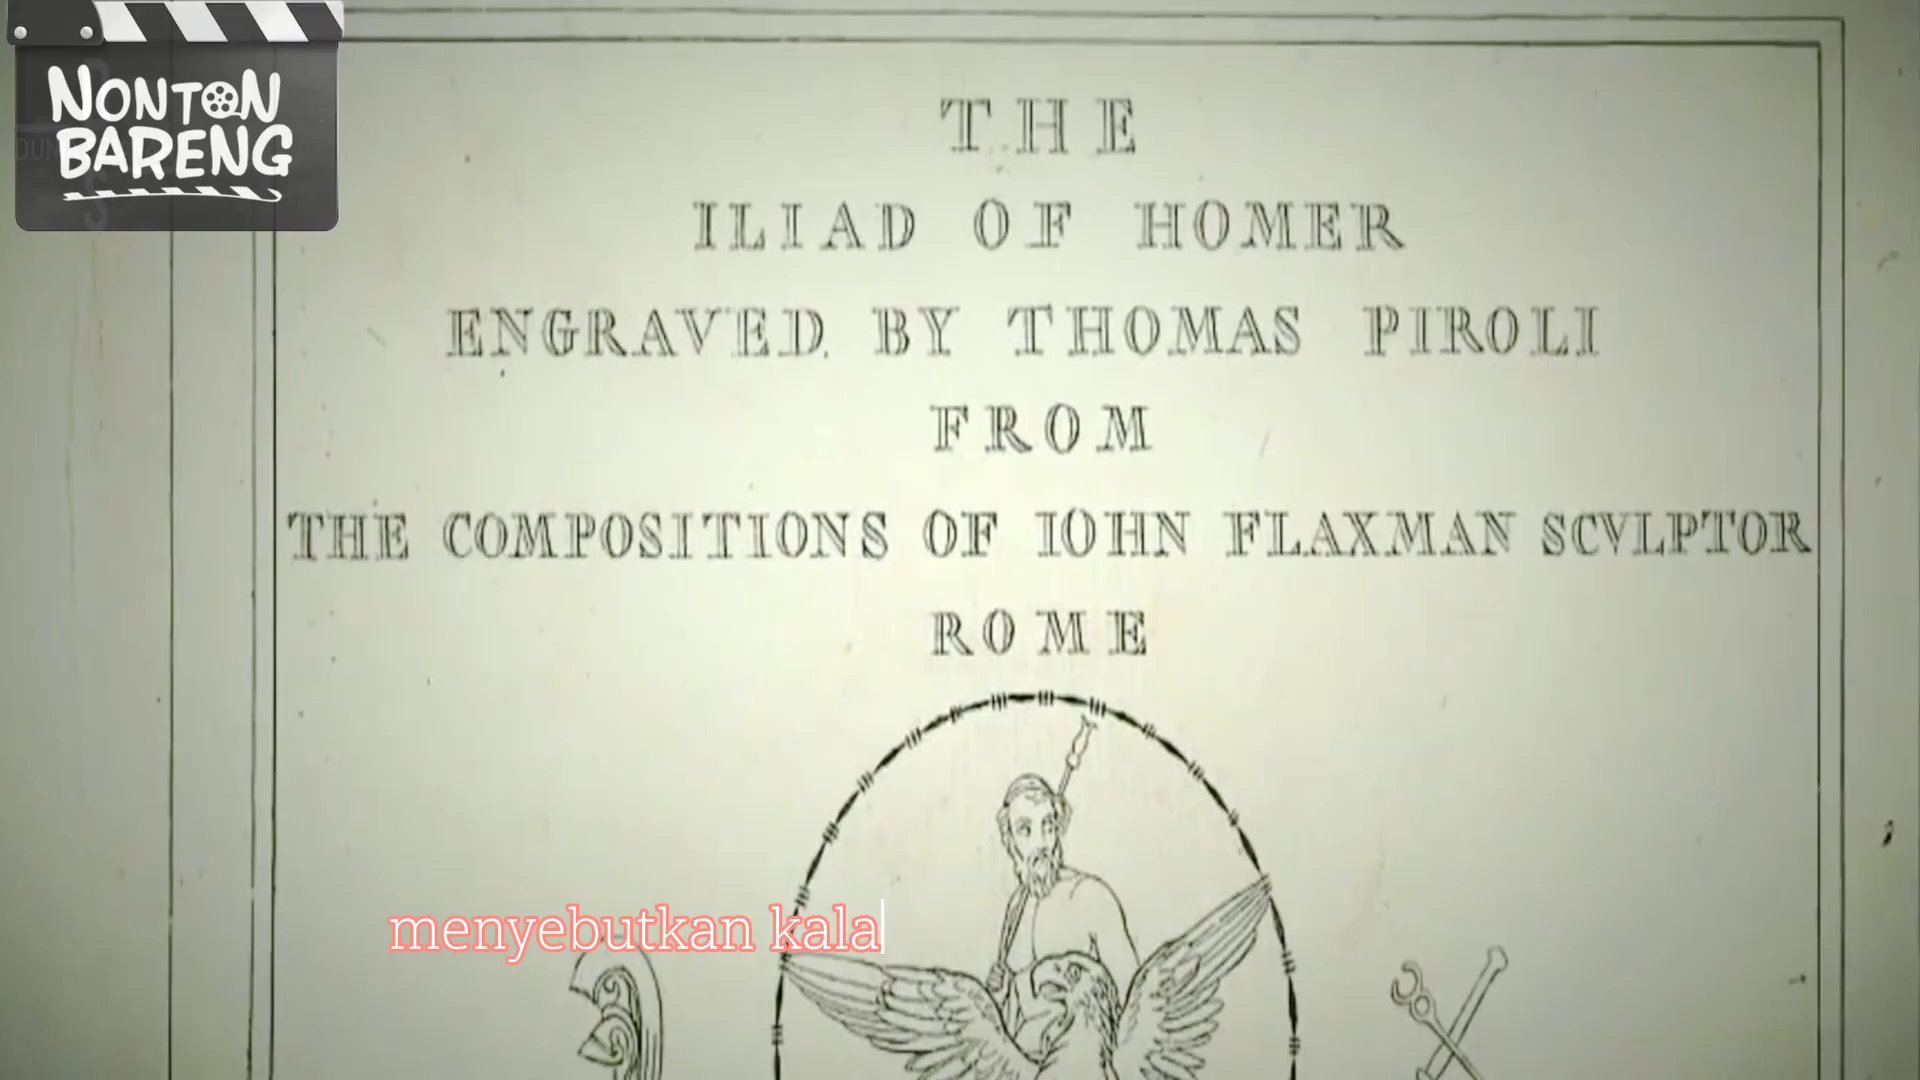 NONTON
BARENG
THE
ILIAD OF HOMER
ENGRAVED BY THOMAS PIROLI
FROM
THE COMPOSITIONS OF IOHN FLAXMAN SCVLPTOR
ROME
menyebutkan kala